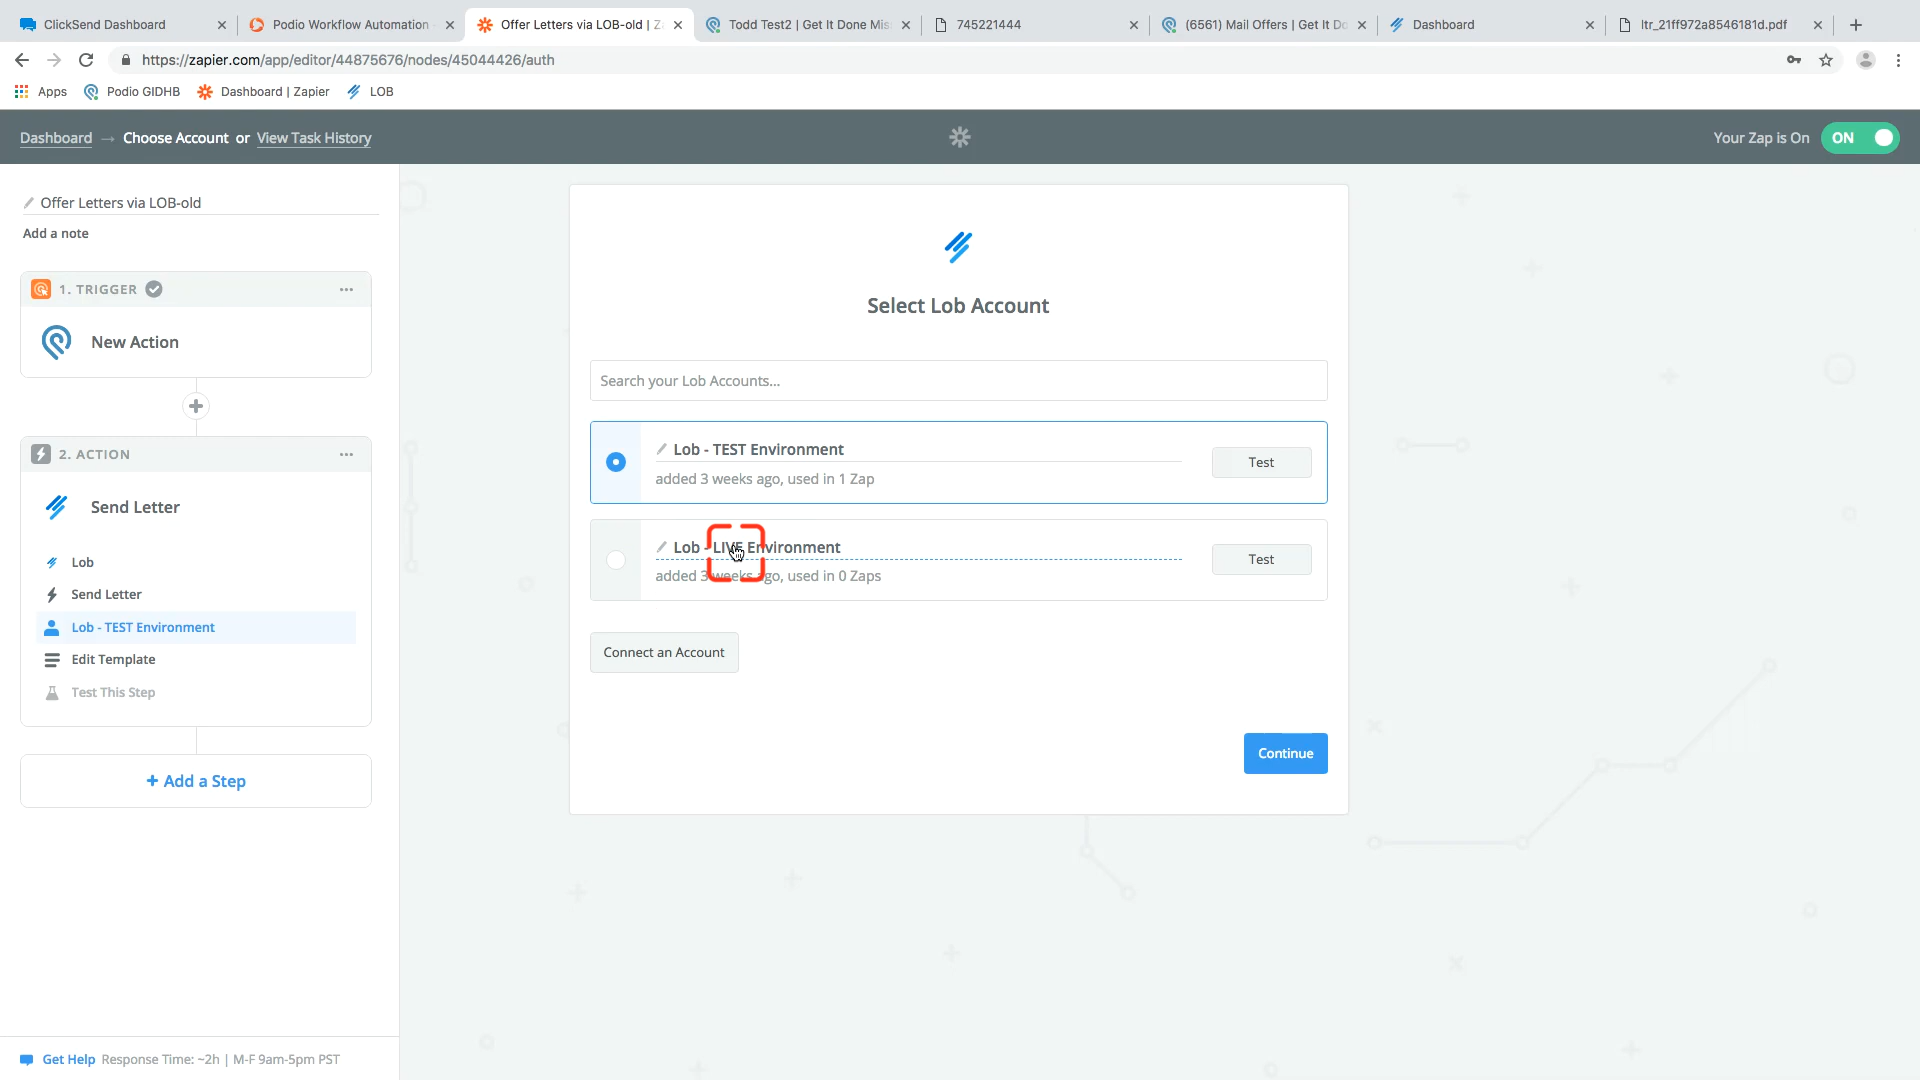 ClickSend Dashboard
Podio Workflow Automation
Offer Letters via LOB-old | Z
Todd Test2 | Get It Done Mis
745221444
(6561) Mail Offers | Get It Do
Dashboard
ltr_21ff972a8546181d.pdf
https://zapier.com/app/editor/44875676/nodes/45044426/auth
Apps
Podio GIDHB
Dashboard | Zapier
LOB
Dashboard → Choose Account or View Task History
Your Zap is On
ON
Offer Letters via LOB-old
Add a note
1. TRIGGER
New Action
2. ACTION
Send Letter
Lob
Send Letter
Lob - TEST Environment
Edit Template
Test This Step
+ Add a Step
Get Help Response Time: ~2h | M-F 9am-5pm PST
Select Lob Account
Search your Lob Accounts...
Lob - TEST Environment
added 3 weeks ago, used in 1 Zap
Test
Lob - LIVE Environment
added 3 weeks ago, used in 0 Zaps
Test
Connect an Account
Continue